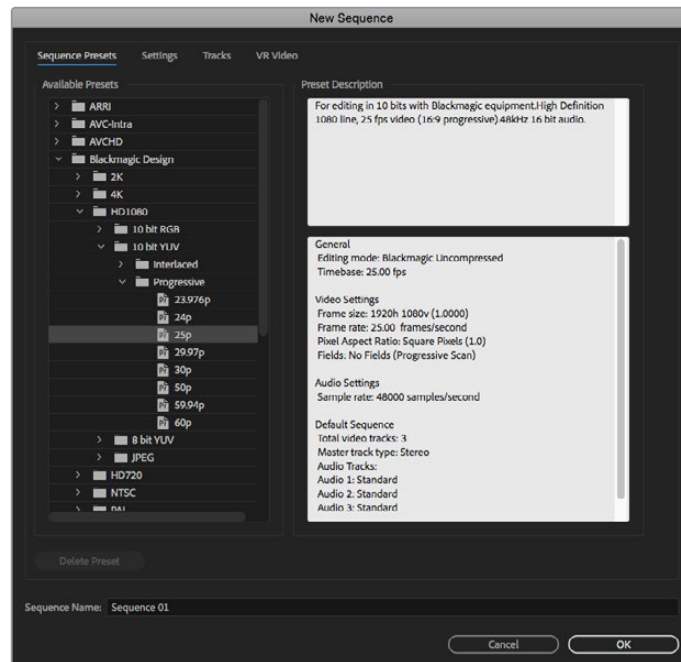 New Sequence
Sequence Presets Settings Tracks VR Video
Available Presets
ARRI
AVC-Intra
AVCHD
Blackmagic Design
2K
4K
HD1080
10 bit RGB
10 bit YUV
Interlaced
Progressive
23.976p
24p
25p
29.97p
30p
50p
59.94p
60p
8 bit YUV
JPEG
HD720
NTSC
PAL
Delete Preset
Preset Description
For editing in 10 bits with Blackmagic equipment.High Definition
1080 line, 25 fps video (16:9 progressive).48kHz 16 bit audio.
General
Editing mode: Blackmagic Uncompressed
Timebase: 25.00 fps
Video Settings
Frame size: 1920h 1080v (1.0000)
Frame rate: 25.00 frames/second
Pixel Aspect Ratio: Square Pixels (1.0)
Fields: No Fields (Progressive Scan)
Audio Settings
Sample rate: 48000 samples/second
Default Sequence
Total video tracks: 3
Master track type: Stereo
Audio Tracks:
Audio 1: Standard
Audio 2: Standard
Audio 3: Standard
Sequence Name: Sequence 01
Cancel OK